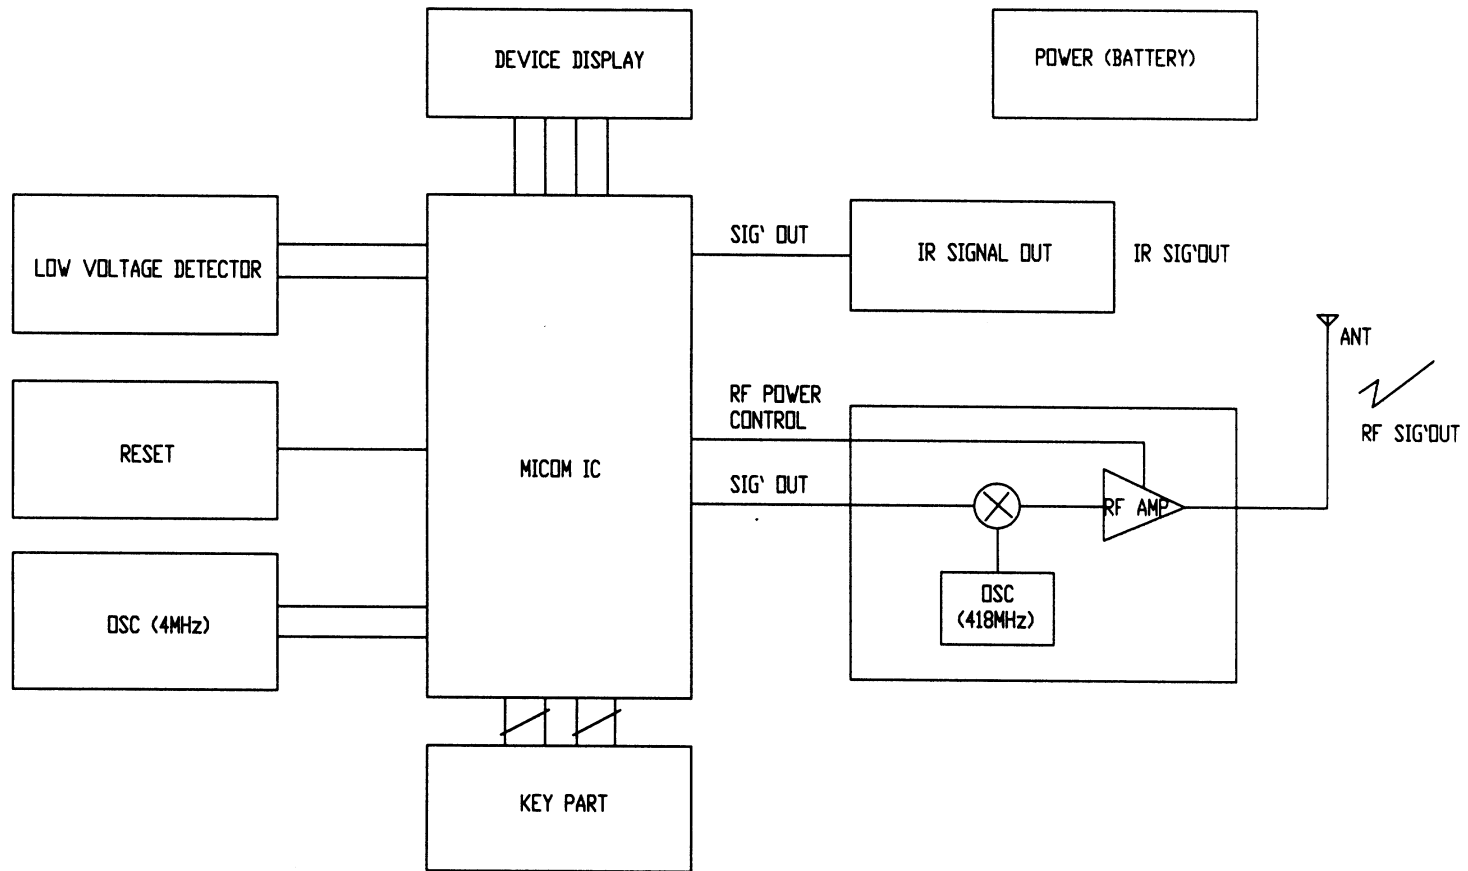 DEVICE DISPLAY
POWER (BATTERY)
LOW VOLTAGE DETECTOR
SIG' OUT
IR SIGNAL OUT
IR SIG'OUT
ANT
RF SIG'OUT
RESET
MICOM IC
RF POWER
CONTROL
SIG' OUT
RF AMP
OSC
(418MHz)
OSC (4MHz)
KEY PART